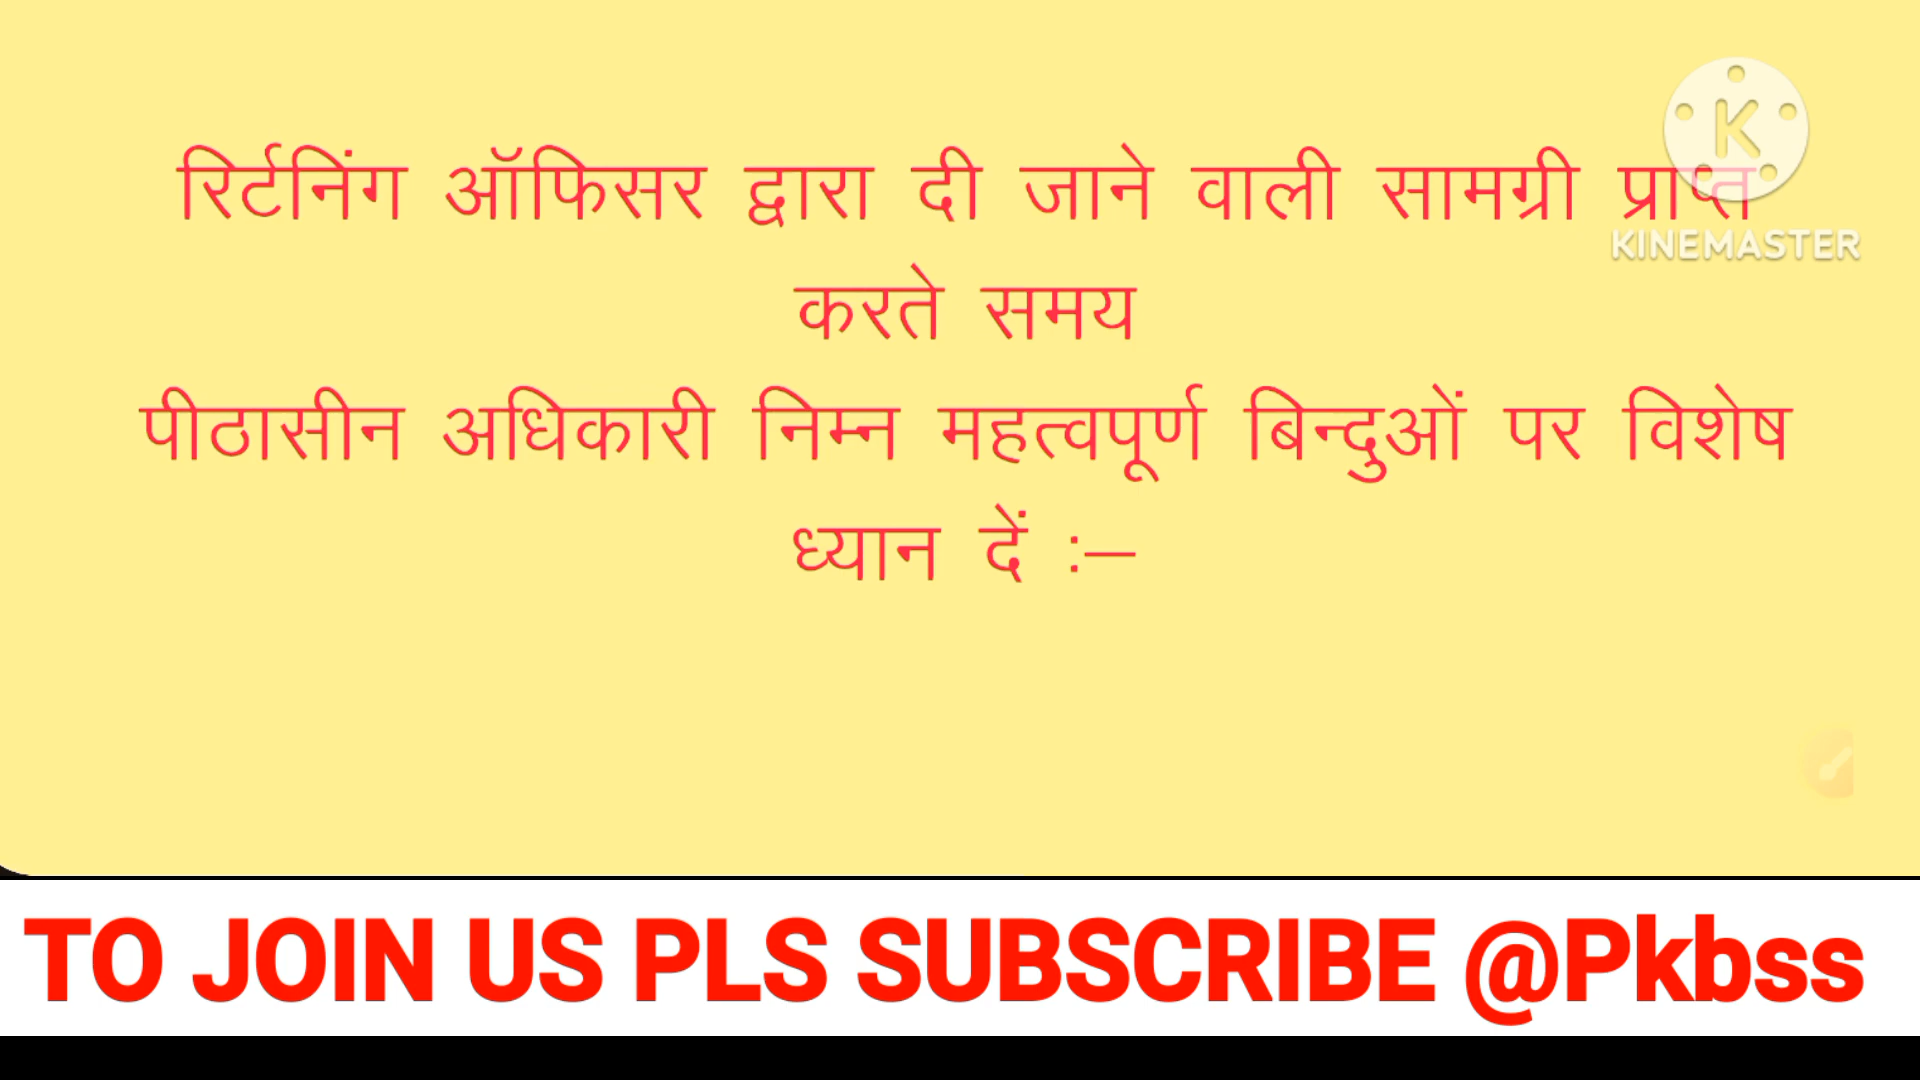 रिर्टनिंग ऑफिसर द्वारा दी जाने वाली सामग्री प्राप्त
करते समय
पीठासीन अधिकारी निम्न महत्वपूर्ण बिन्दुओं पर विशेष
ध्यान दें :–
K
KINEMASTER
TO JOIN US PLS SUBSCRIBE @Pkbss